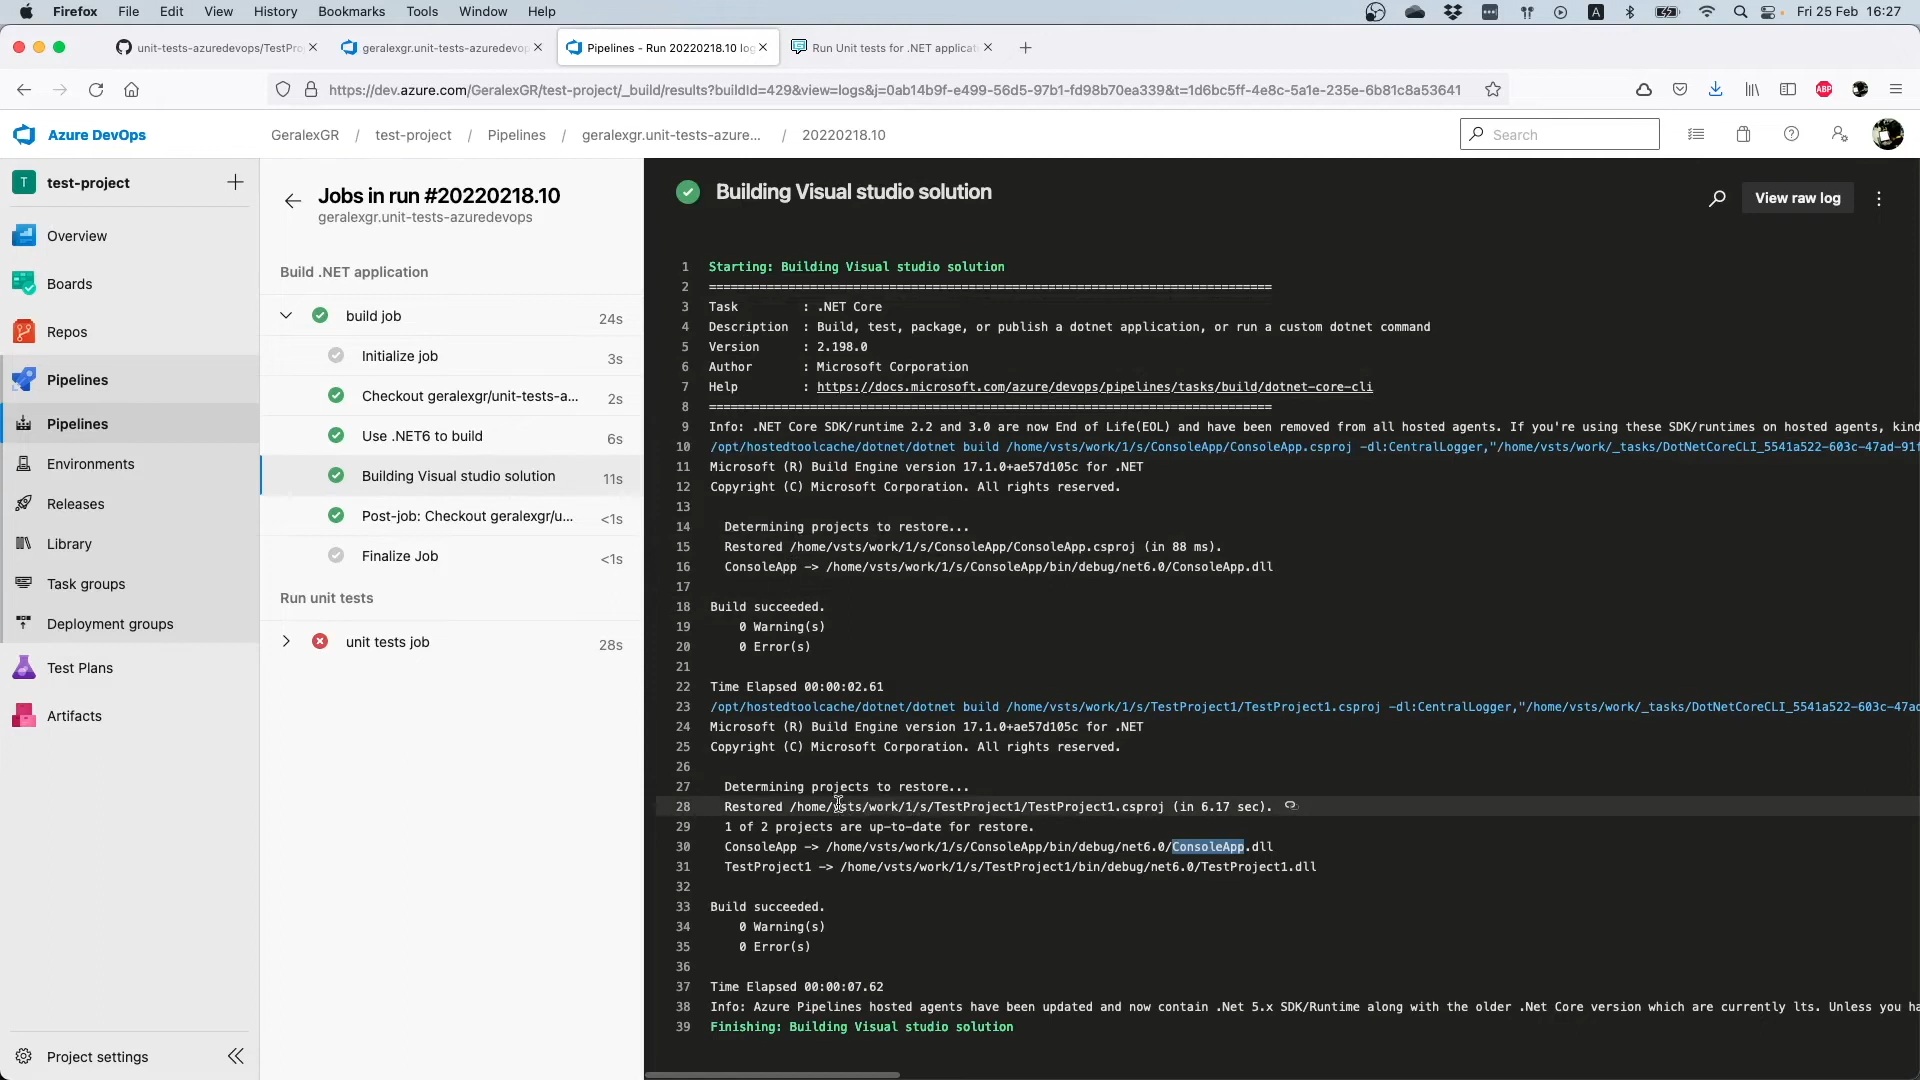 Firefox File Edit View History Bookmarks Tools Window Help A Fri 25 Feb 16:27
unit-tests-azuredevops/TestPro
geralexgr.unit-tests-azuredevop
Pipelines - Run 20220218.10 log
Run Unit tests for .NET applicati
https://dev.azure.com/GeralexGR/test-project/_build/results?buildId=429&view=logs&j=0ab14b9f-e499-56d5-97b1-fd98b70ea339&t=1d6bc5ff-4e8c-5a1e-235e-6b81c8a53641
ABP
Azure DevOps
GeralexGR / test-project / Pipelines / geralexgr.unit-tests-azure... / 20220218.10
Search
T test-project
Overview
Boards
Repos
Pipelines
Pipelines
Environments
Releases
Library
Task groups
Deployment groups
Test Plans
Artifacts
Project settings
Jobs in run #20220218.10
geralexgr.unit-tests-azuredevops
Build .NET application
build job 24s
Initialize job 3s
Checkout geralexgr/unit-tests-a... 2s
Use .NET6 to build 6s
Building Visual studio solution 11s
Post-job: Checkout geralexgr/u... <1s
Finalize Job <1s
Run unit tests
unit tests job 28s
Building Visual studio solution
View raw log
1 Starting: Building Visual studio solution
2 ==============================================================================
3 Task : .NET Core
4 Description : Build, test, package, or publish a dotnet application, or run a custom dotnet command
5 Version : 2.198.0
6 Author : Microsoft Corporation
7 Help : https://docs.microsoft.com/azure/devops/pipelines/tasks/build/dotnet-core-cli
8 ==============================================================================
9 Info: .NET Core SDK/runtime 2.2 and 3.0 are now End of Life(EOL) and have been removed from all hosted agents. If you're using these SDK/runtimes on hosted agents, kind
10 /opt/hostedtoolcache/dotnet/dotnet build /home/vsts/work/1/s/ConsoleApp/ConsoleApp.csproj -dl:CentralLogger,"/home/vsts/work/_tasks/DotNetCoreCLI_5541a522-603c-47ad-91f
11 Microsoft (R) Build Engine version 17.1.0+ae57d105c for .NET
12 Copyright (C) Microsoft Corporation. All rights reserved.
13
14 Determining projects to restore...
15 Restored /home/vsts/work/1/s/ConsoleApp/ConsoleApp.csproj (in 88 ms).
16 ConsoleApp -> /home/vsts/work/1/s/ConsoleApp/bin/debug/net6.0/ConsoleApp.dll
17
18 Build succeeded.
19 0 Warning(s)
20 0 Error(s)
21
22 Time Elapsed 00:00:02.61
23 /opt/hostedtoolcache/dotnet/dotnet build /home/vsts/work/1/s/TestProject1/TestProject1.csproj -dl:CentralLogger,"/home/vsts/work/_tasks/DotNetCoreCLI_5541a522-603c-47ad
24 Microsoft (R) Build Engine version 17.1.0+ae57d105c for .NET
25 Copyright (C) Microsoft Corporation. All rights reserved.
26
27 Determining projects to restore...
28 Restored /home/vsts/work/1/s/TestProject1/TestProject1.csproj (in 6.17 sec).
29 1 of 2 projects are up-to-date for restore.
30 ConsoleApp -> /home/vsts/work/1/s/ConsoleApp/bin/debug/net6.0/ConsoleApp.dll
31 TestProject1 -> /home/vsts/work/1/s/TestProject1/bin/debug/net6.0/TestProject1.dll
32
33 Build succeeded.
34 0 Warning(s)
35 0 Error(s)
36
37 Time Elapsed 00:00:07.62
38 Info: Azure Pipelines hosted agents have been updated and now contain .Net 5.x SDK/Runtime along with the older .Net Core version which are currently lts. Unless you ha
39 Finishing: Building Visual studio solution